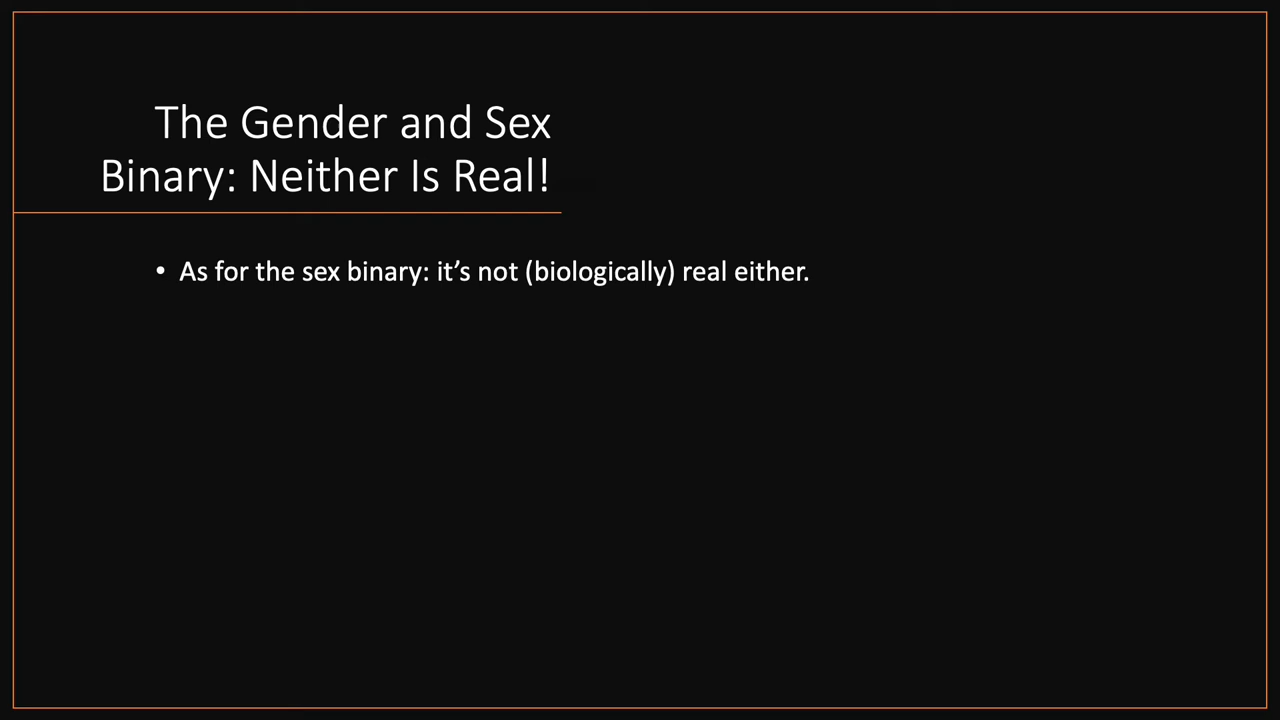 The Gender and Sex
Binary: Neither Is Real!
• As for the sex binary: it’s not (biologically) real either.